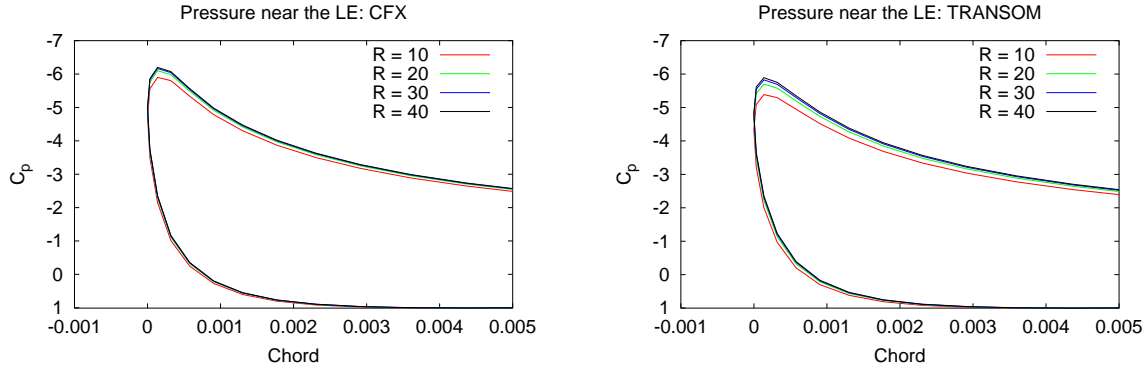 Pressure near the LE: CFX
-7
-6
-5
-4
-3
-2
-1
0
1
Cp
-0.001 0 0.001 0.002 0.003 0.004 0.005
Chord
R = 10
R = 20
R = 30
R = 40
Pressure near the LE: TRANSOM
-7
-6
-5
-4
-3
-2
-1
0
1
Cp
-0.001 0 0.001 0.002 0.003 0.004 0.005
Chord
R = 10
R = 20
R = 30
R = 40